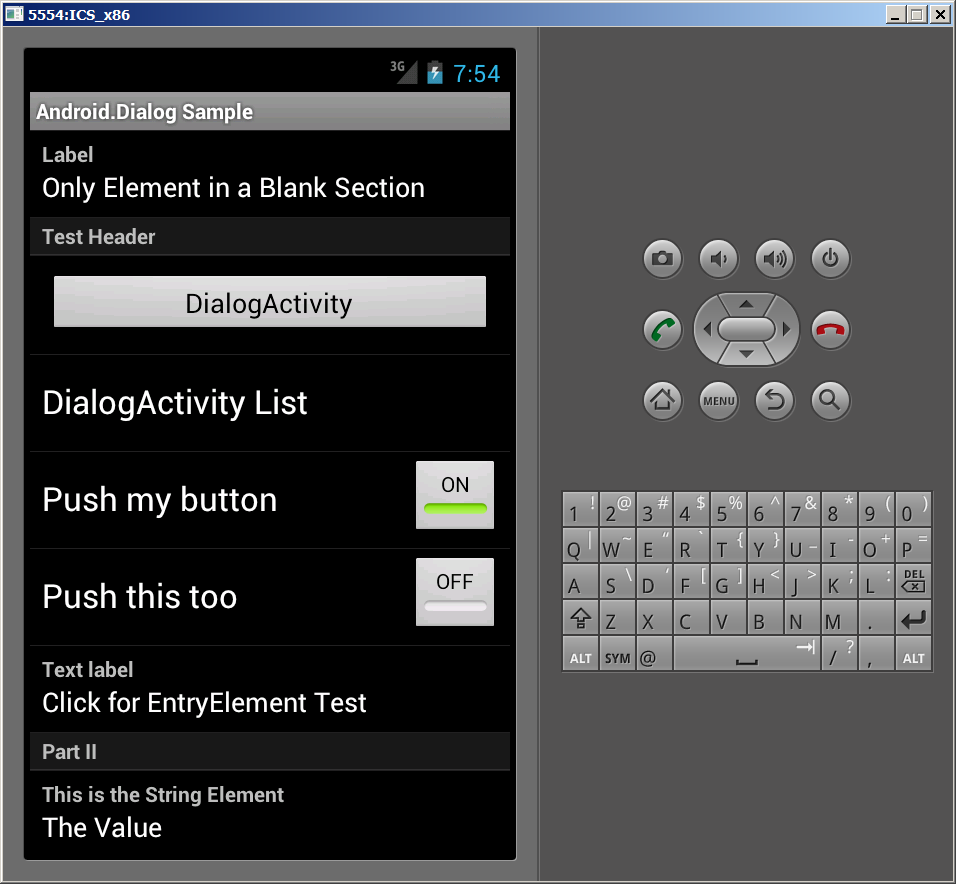 5554:ICS_x86
3G 7:54
Android.Dialog Sample
Label
Only Element in a Blank Section
Test Header
DialogActivity
DialogActivity List
Push my button ON
Push this too OFF
Text label
Click for EntryElement Test
Part II
This is the String Element
The Value
MENU
1 ! 2 @ 3 # 4 $ 5 % 6 ^ 7 & 8 * 9 ( 0 )
Q | W ~ E “ R ` T { Y } U _ I - O + P =
A S \ D ‘ F [ G ] H < J > K ; L : DEL
Z X C V B N M .
ALT SYM @ / ? , ALT